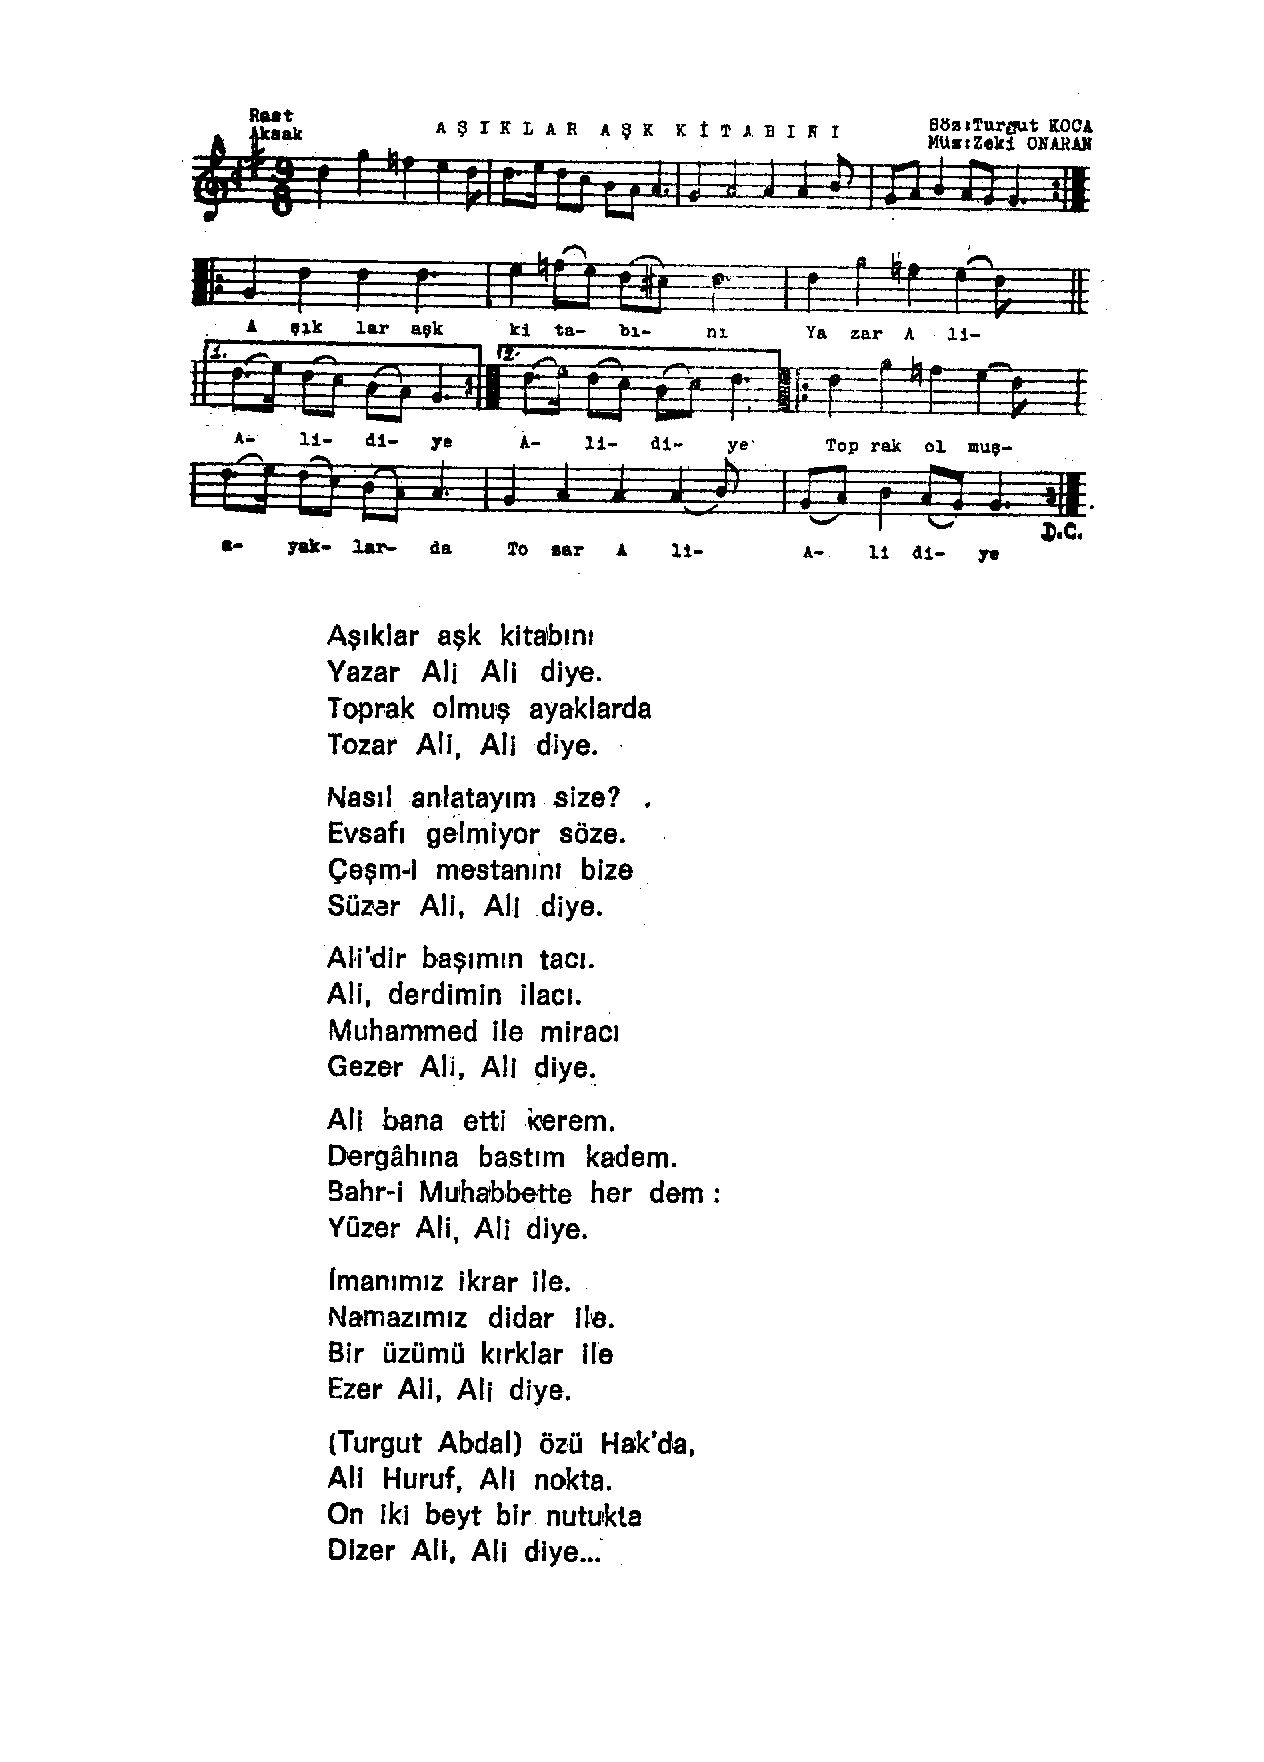 Rast
Aksak
AŞIKLAR AŞK KİTABINI
Söz:Turgut KOCA
Müz:Zeki ONARAN
9
8
A şık lar aşk ki ta- bı- nı Ya zar A li-
1. 2.
A- li- di- ye A- li- di- ye Top rak ol muş-
a- yak- lar- da To zar A li- A- li di- ye
D.C.
Aşıklar aşk kitabını
Yazar Ali Ali diye.
Toprak olmuş ayaklarda
Tozar Ali, Ali diye.
Nasıl anlatayım size?
Evsafı gelmiyor söze.
Çeşm-i mestanını bize
Süzer Ali, Ali diye.
Ali'dir başımın tacı.
Ali, derdimin ilacı.
Muhammed ile miracı
Gezer Ali, Ali diye.
Ali bana etti kerem.
Dergâhına bastım kadem.
Bahr-i Muhabbette her dem :
Yüzer Ali, Ali diye.
İmanımız ikrar ile.
Namazımız didar ile.
Bir üzümü kırklar ile
Ezer Ali, Ali diye.
(Turgut Abdal) özü Hak'da,
Ali Huruf, Ali nokta.
On iki beyt bir nutukta
Dizer Ali, Ali diye...